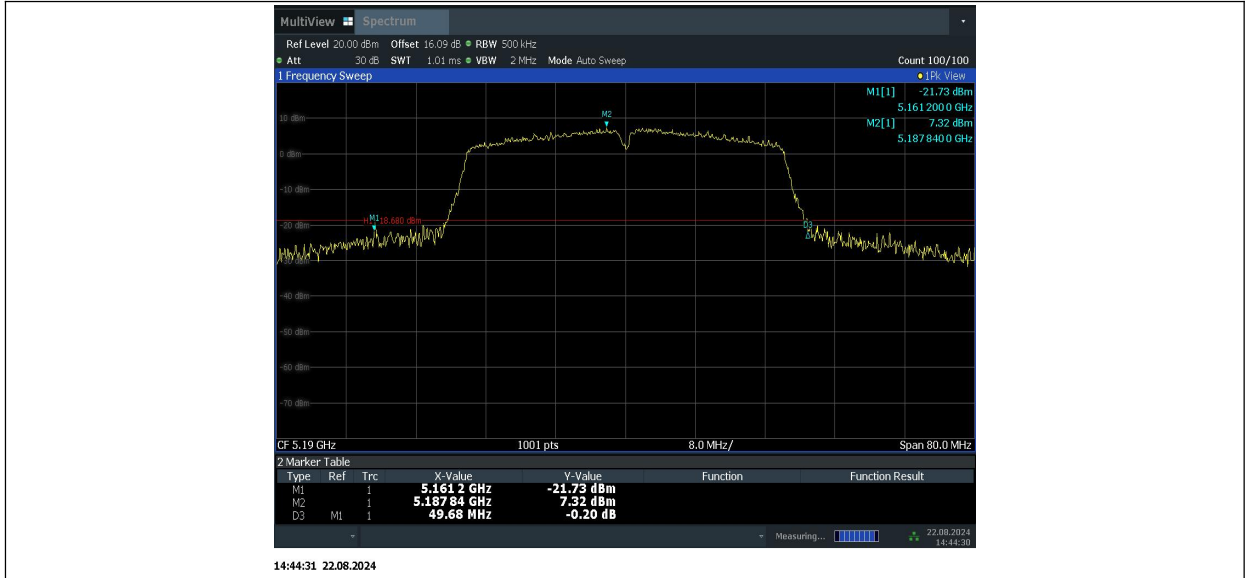 MultiView Spectrum
Ref Level 20.00 dBm Offset 16.09 dB RBW 500 kHz
Att 30 dB SWT 1.01 ms VBW 2 MHz Mode Auto Sweep Count 100/100
1 Frequency Sweep 1Pk View
M1[1] -21.73 dBm
5.161 200 0 GHz
M2[1] 7.32 dBm
5.187 840 0 GHz
M2
10 dBm
0 dBm
-10 dBm
M1 18.680 dBm
-20 dBm
D3
-30 dBm
-40 dBm
-50 dBm
-60 dBm
-70 dBm
CF 5.19 GHz 1001 pts 8.0 MHz/ Span 80.0 MHz
2 Marker Table
Type Ref Trc X-Value Y-Value Function Function Result
M1 1 5.161 2 GHz -21.73 dBm
M2 1 5.187 84 GHz 7.32 dBm
D3 M1 1 49.68 MHz -0.20 dB
Measuring... 22.08.2024
14:44:30
14:44:31 22.08.2024